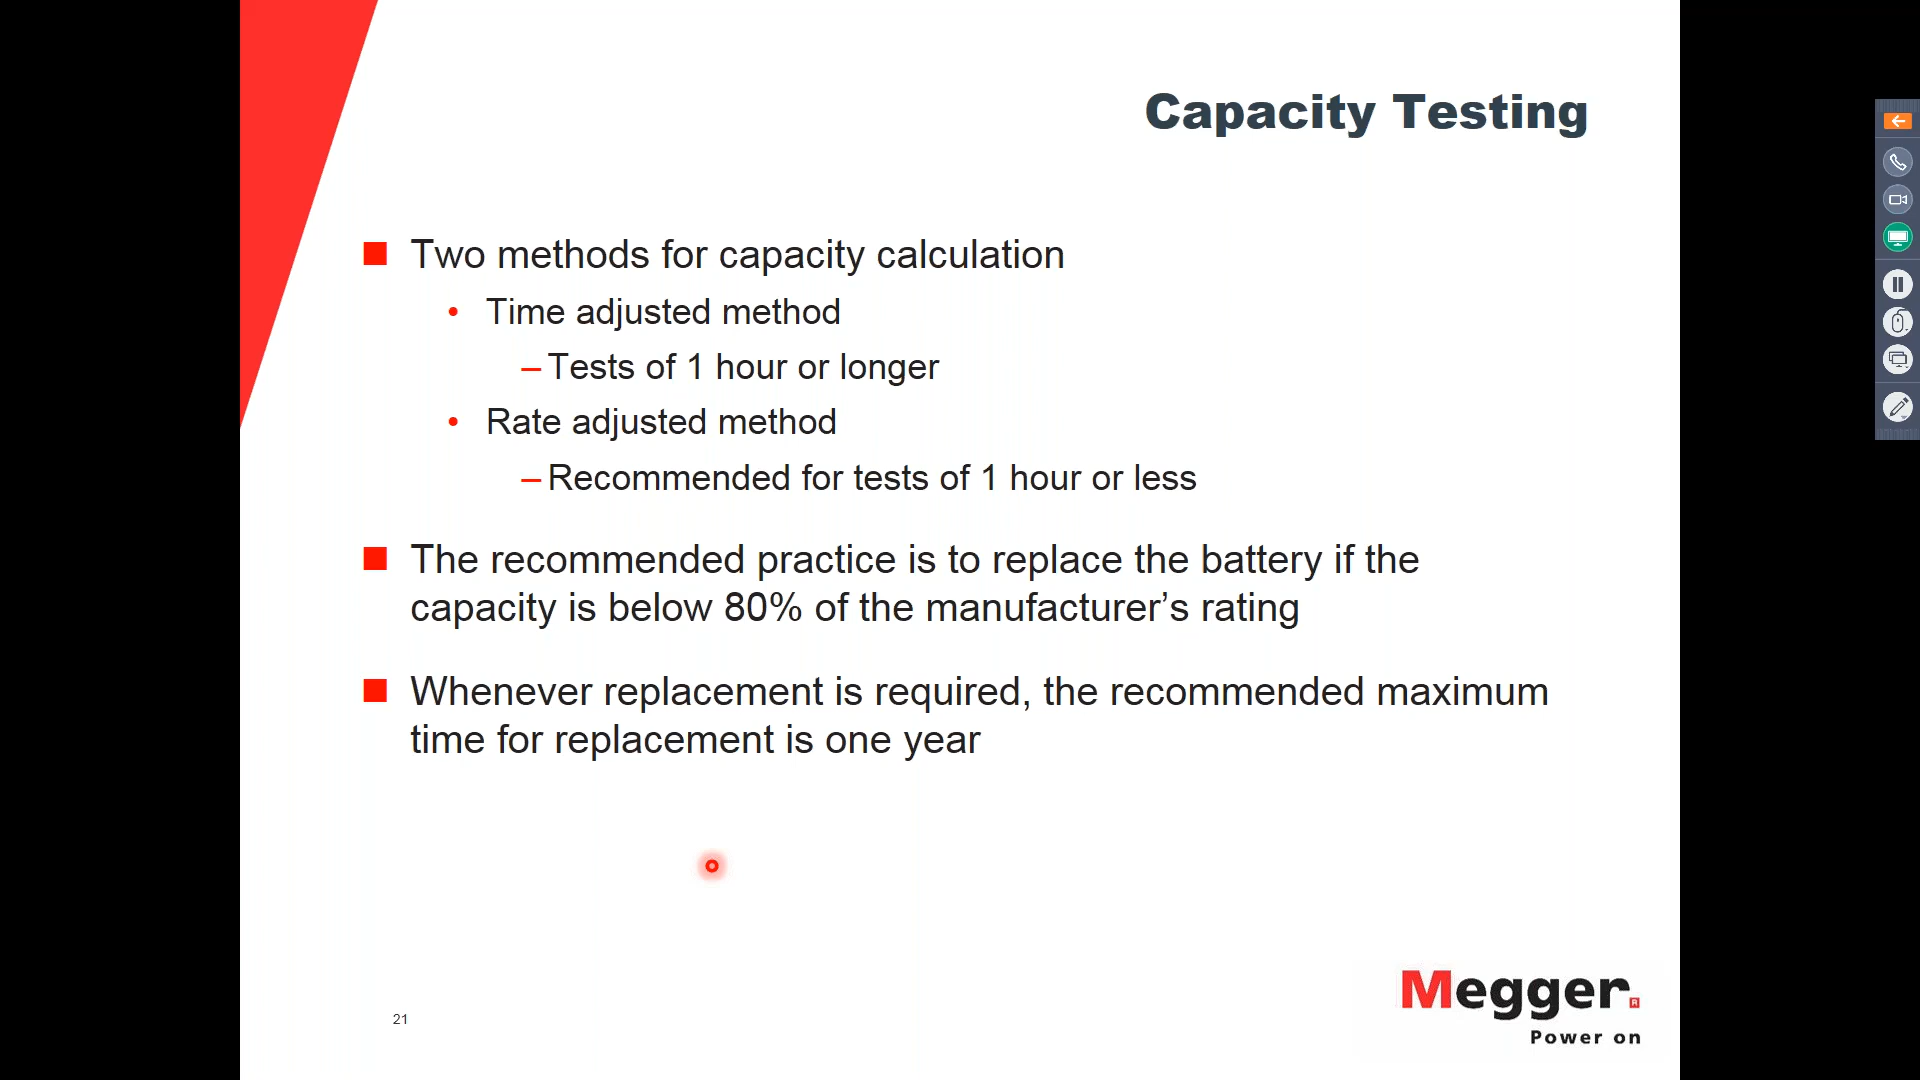 Capacity Testing
Two methods for capacity calculation
• Time adjusted method
– Tests of 1 hour or longer
• Rate adjusted method
– Recommended for tests of 1 hour or less
The recommended practice is to replace the battery if the
capacity is below 80% of the manufacturer’s rating
Whenever replacement is required, the recommended maximum
time for replacement is one year
21
Megger®
Power on